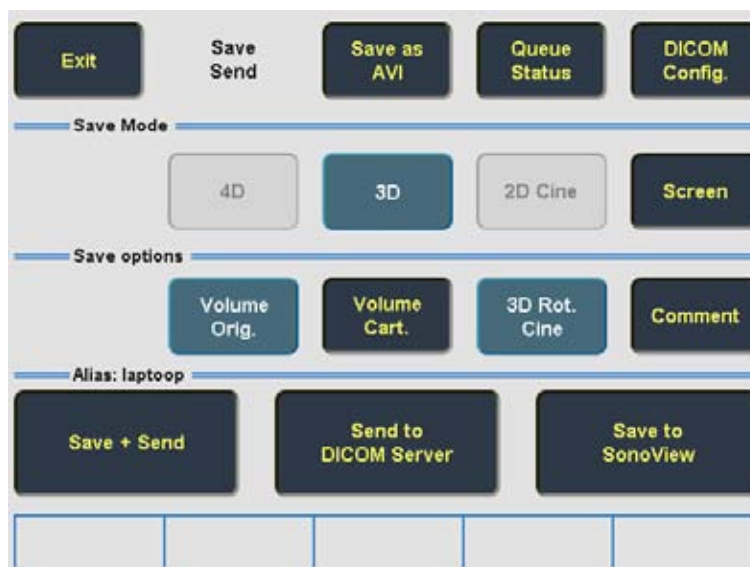 Exit
Save
Send
Save as
AVI
Queue
Status
DICOM
Config.
Save Mode
4D
3D
2D Cine
Screen
Save options
Volume
Orig.
Volume
Cart.
3D Rot.
Cine
Comment
Alias: laptoop
Save + Send
Send to
DICOM Server
Save to
SonoView